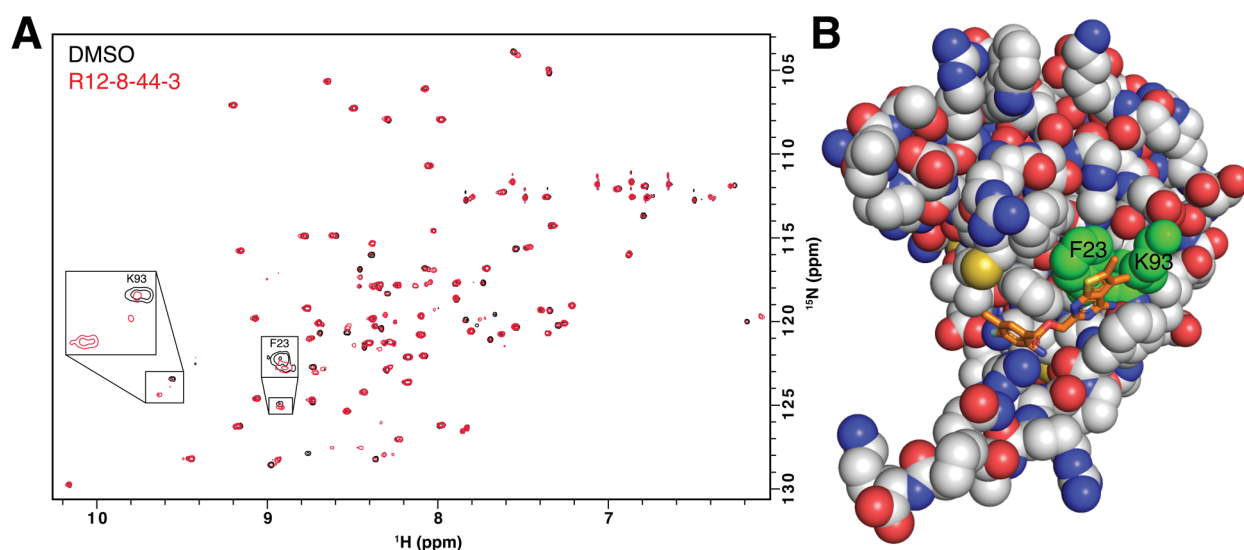 A
DMSO
R12-8-44-3
K93
F23
105
110
115
120
125
130
¹⁵N (ppm)
10
9
8
7
¹H (ppm)
B
F23
K93